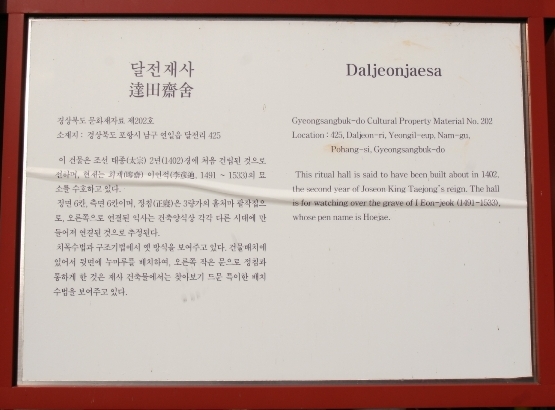 달전재사
達田齋舍
경상북도 문화재자료 제202호
소재지 : 경상북도 포항시 남구 연일읍 달전리 425
이 건물은 조선 태종(太宗) 2년(1402)경에 처음 건립된 것으로
전하며, 현재는 회재(晦齋) 이언적(李彦迪, 1491 ~ 1553)의 묘
소를 수호하고 있다.
정면 6칸, 측면 6칸이며, 정침(正寢)은 3량가의 홑처마 팔작집으
로, 오른쪽으로 연결된 익사는 건축양식상 각각 다른 시대에 만
들어져 연결된 것으로 추정된다.
치목수법과 구조기법에서 옛 방식을 보여주고 있다. 건물배치에
있어서 뒷면에 누마루를 배치하여, 오른쪽 작은 문으로 정침과
통하게 한 것은 재사 건축물에서는 찾아보기 드문 특이한 배치
수법을 보여주고 있다.
Daljeonjaesa
Gyeongsangbuk-do Cultural Property Material No. 202
Location : 425, Daljeon-ri, Yeongil-eup, Nam-gu,
Pohang-si, Gyeongsangbuk-do
This ritual hall is said to have been built about in 1402,
the second year of Joseon King Taejong's reign. The hall
is for watching over the grave of I Eon-jeok (1491-1533),
whose pen name is Hoejae.